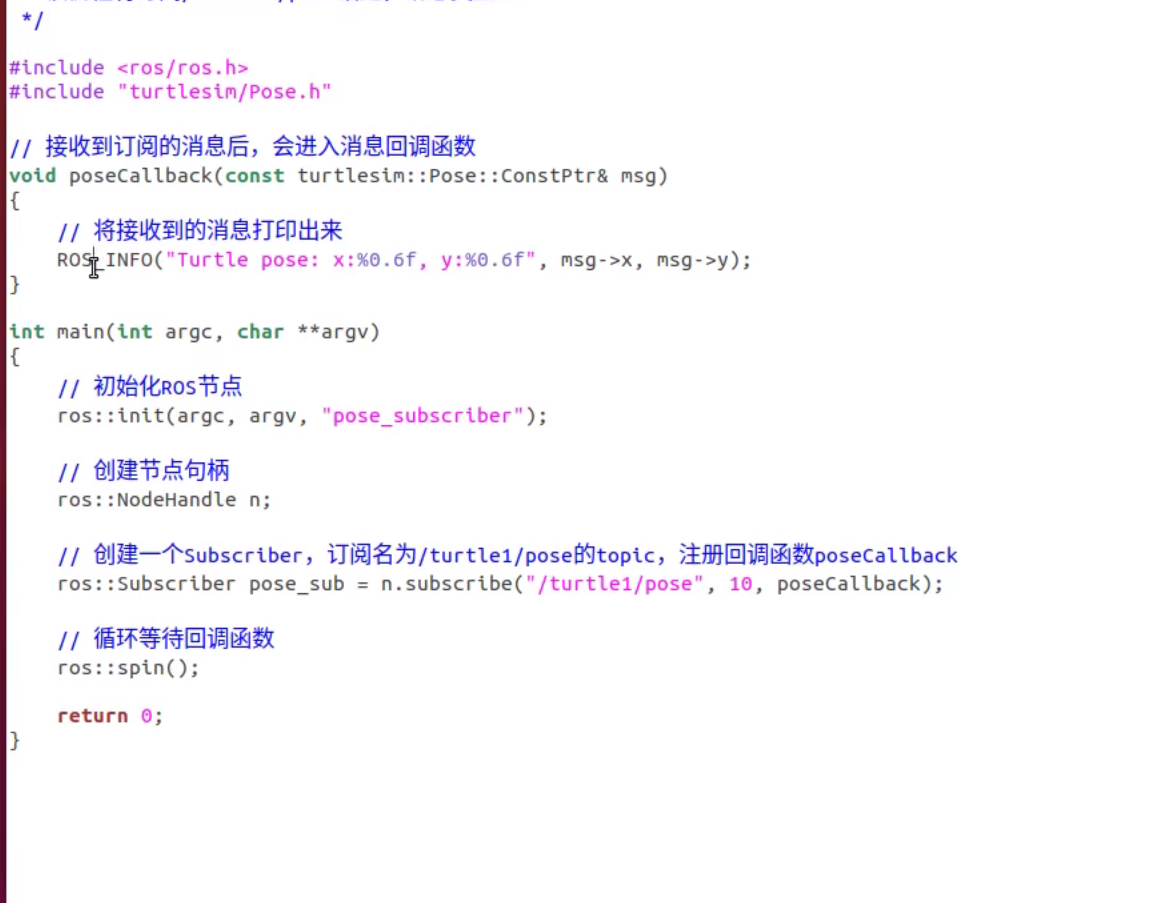 */
#include <ros/ros.h>
#include "turtlesim/Pose.h"
// 接收到订阅的消息后，会进入消息回调函数
void poseCallback(const turtlesim::Pose::ConstPtr& msg)
{
    // 将接收到的消息打印出来
    ROS_INFO("Turtle pose: x:%0.6f, y:%0.6f", msg->x, msg->y);
}
int main(int argc, char **argv)
{
    // 初始化ROS节点
    ros::init(argc, argv, "pose_subscriber");
    // 创建节点句柄
    ros::NodeHandle n;
    // 创建一个Subscriber，订阅名为/turtle1/pose的topic，注册回调函数poseCallback
    ros::Subscriber pose_sub = n.subscribe("/turtle1/pose", 10, poseCallback);
    // 循环等待回调函数
    ros::spin();
    return 0;
}